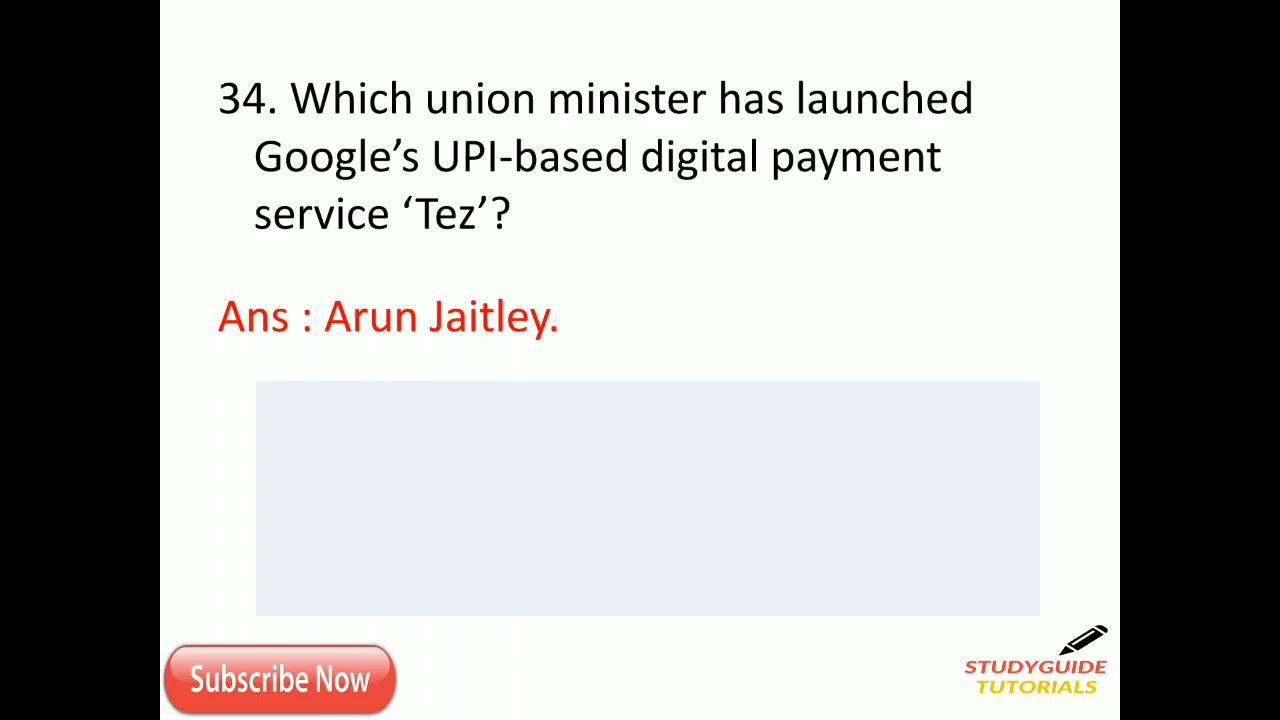 34. Which union minister has launched
Google’s UPI-based digital payment
service ‘Tez’?
Ans : Arun Jaitley.
Subscribe Now
STUDYGUIDE
TUTORIALS